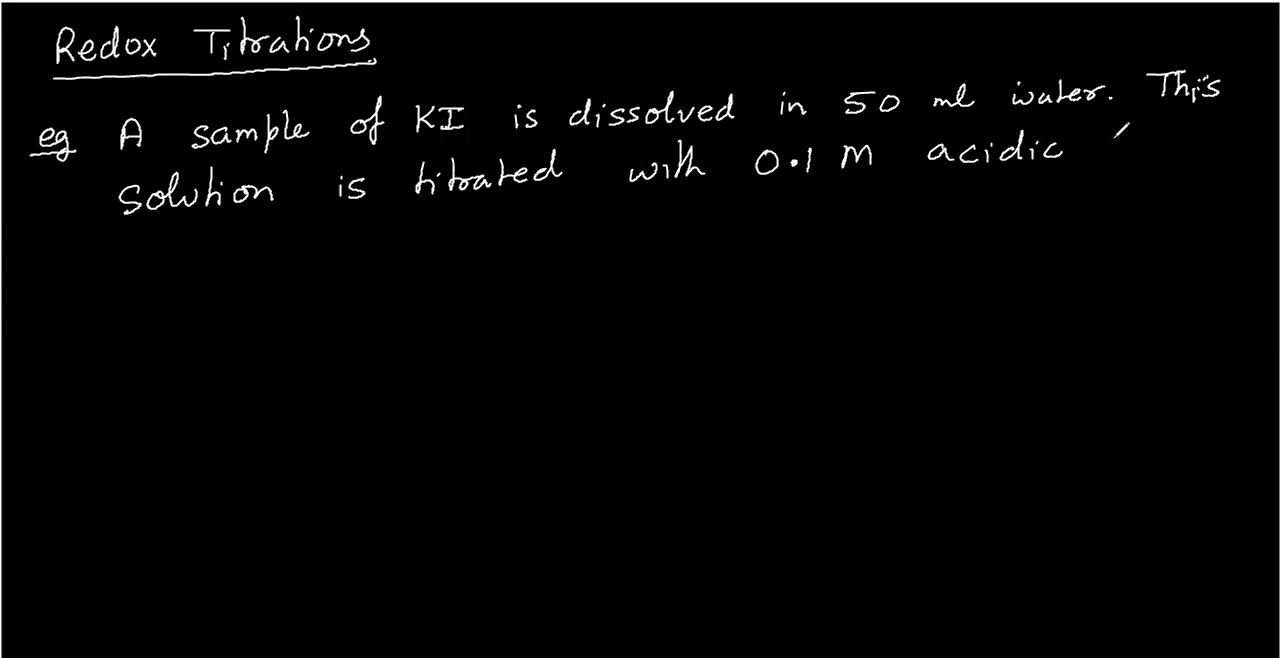 Redox Titrations
eg A sample of KI is dissolved in 50 ml water. This
solution is titrated with 0.1 M acidic